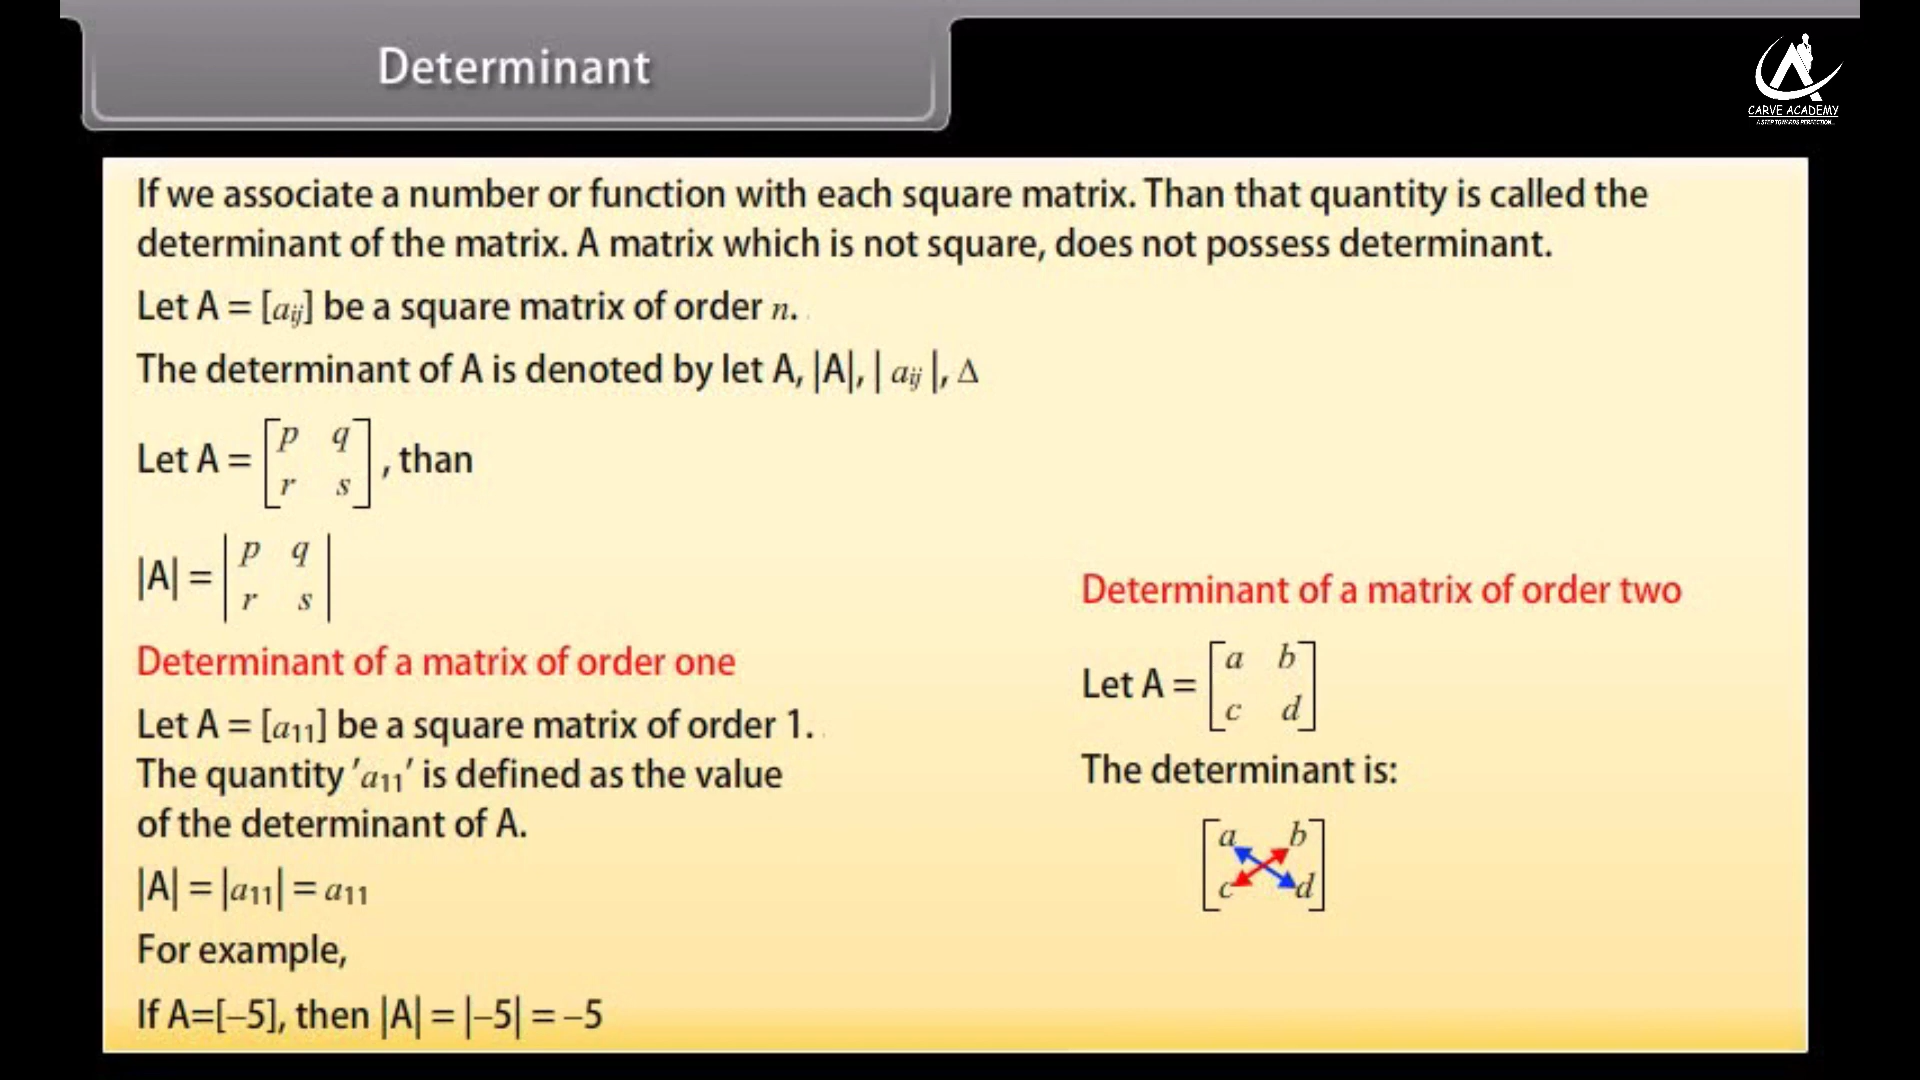 Determinant
CARVE ACADEMY
A STEP TOWARDS PERFECTION...
If we associate a number or function with each square matrix. Than that quantity is called the
determinant of the matrix. A matrix which is not square, does not possess determinant.
Let A = [aᵢⱼ] be a square matrix of order n.
The determinant of A is denoted by let A, |A|, | aᵢⱼ |, Δ
Let A = [p q
r s], than
|A| = |p q
r s|
Determinant of a matrix of order one
Let A = [a₁₁] be a square matrix of order 1.
The quantity 'a₁₁' is defined as the value
of the determinant of A.
|A| = |a₁₁| = a₁₁
For example,
If A=[–5], then |A| = |–5| = –5
Determinant of a matrix of order two
Let A = [a b
c d]
The determinant is:
[a b
c d]